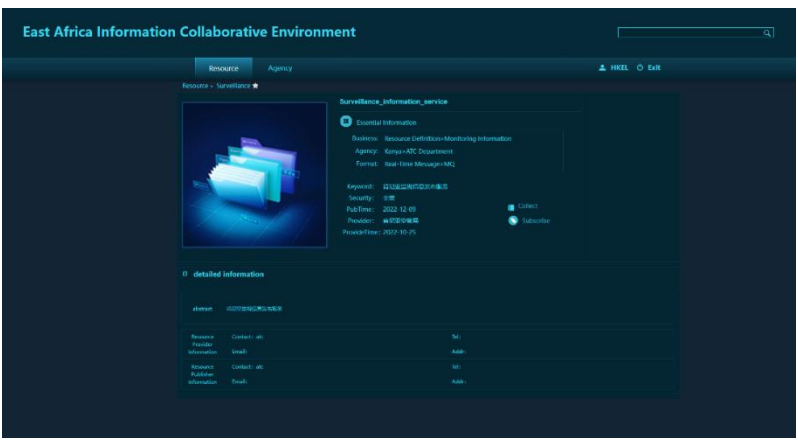 East Africa Information Collaborative Environment
Resource Agency
HKEL Exit
Resource - Surveillance
Surveillance_information_service
Essential Information
Business: Resource Definition>Monitoring Information
Agency: Kenya>ATC Department
Format: Real-Time Message>MQ
Keyword:
Security:
PubTime: 2022-12-09
Provider:
ProvideTime: 2022-10-25
Collect
Subscribe
detailed information
abstract
Resource Provider Information
Contact: atc
Tel:
Email:
Addr:
Resource Publisher Information
Contact: atc
Tel:
Email:
Addr: